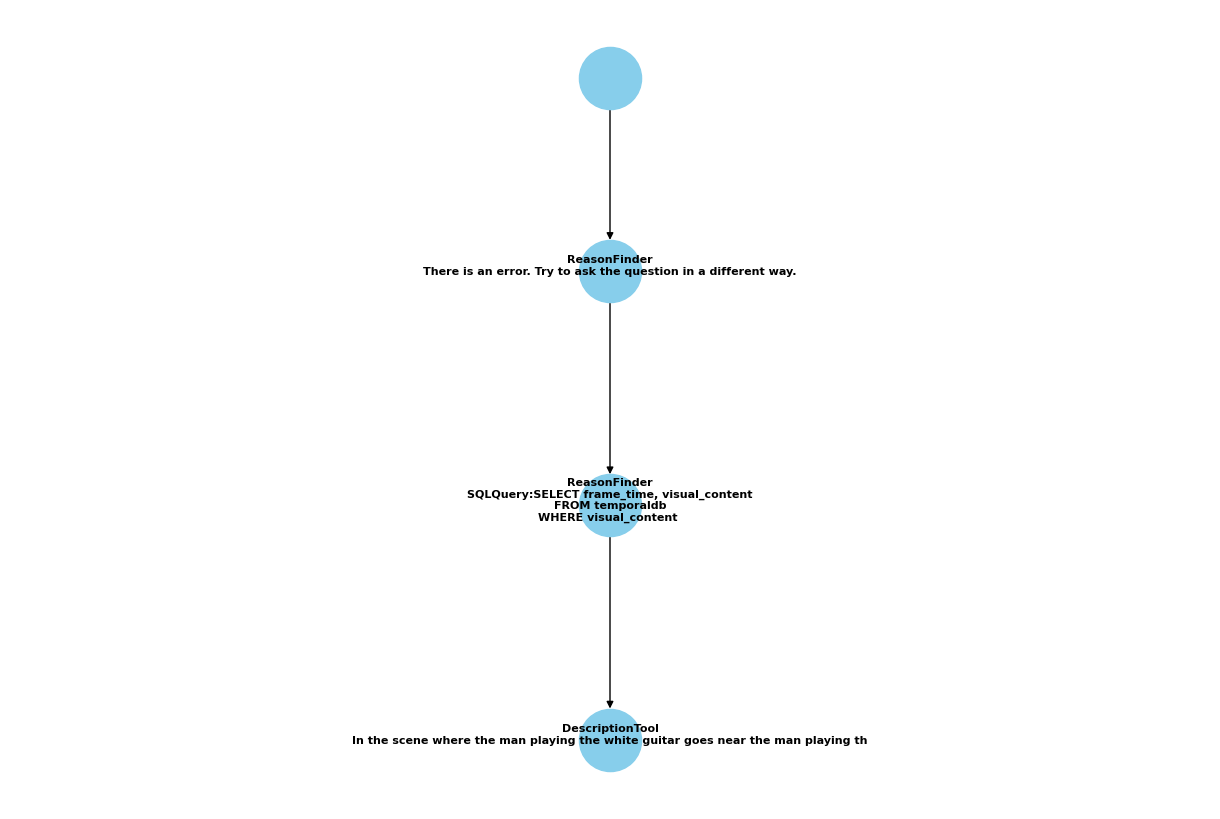 ReasonFinder
There is an error. Try to ask the question in a different way.
ReasonFinder
SQLQuery:SELECT frame_time, visual_content
FROM temporaldb
WHERE visual_content
DescriptionTool
In the scene where the man playing the white guitar goes near the man playing th